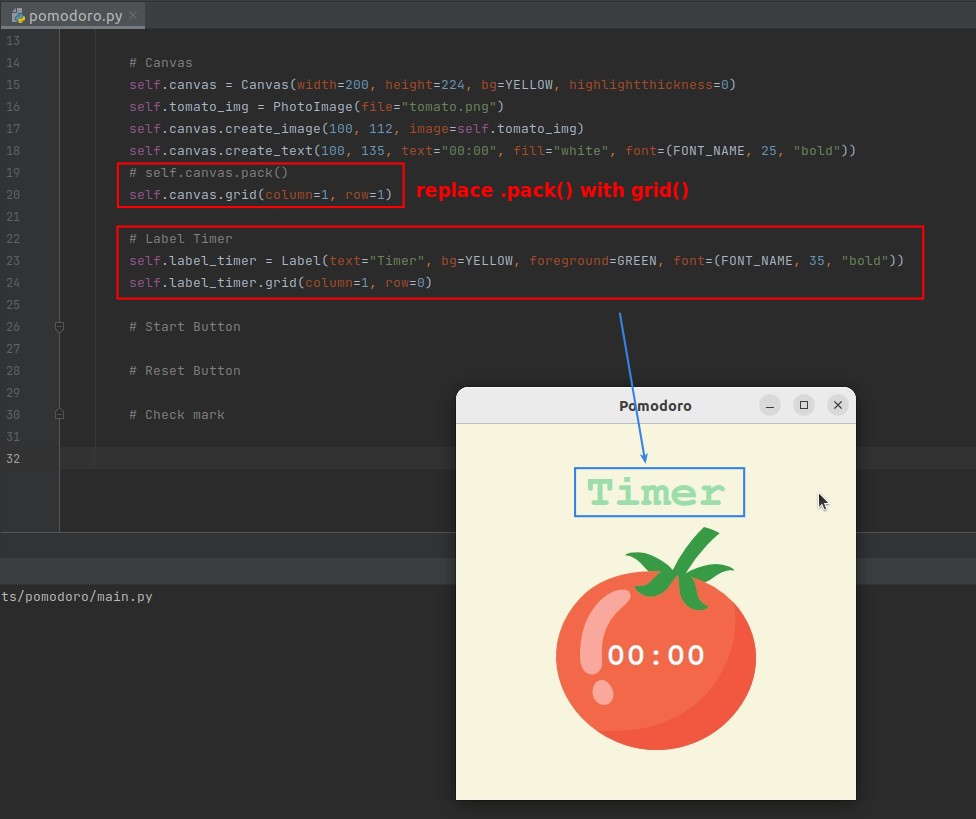 pomodoro.py
13
14 # Canvas
15 self.canvas = Canvas(width=200, height=224, bg=YELLOW, highlightthickness=0)
16 self.tomato_img = PhotoImage(file="tomato.png")
17 self.canvas.create_image(100, 112, image=self.tomato_img)
18 self.canvas.create_text(100, 135, text="00:00", fill="white", font=(FONT_NAME, 25, "bold"))
19 # self.canvas.pack()
20 self.canvas.grid(column=1, row=1)
replace .pack() with grid()
21
22 # Label Timer
23 self.label_timer = Label(text="Timer", bg=YELLOW, foreground=GREEN, font=(FONT_NAME, 35, "bold"))
24 self.label_timer.grid(column=1, row=0)
25
26 # Start Button
27
28 # Reset Button
29
30 # Check mark
31
32
Pomodoro
Timer
00:00
ts/pomodoro/main.py